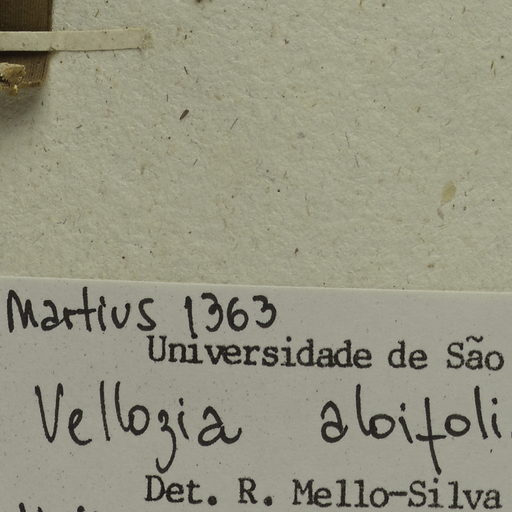 Martius 1363
Universidade de São
Vellozia aloifoli
Det. R. Mello-Silva